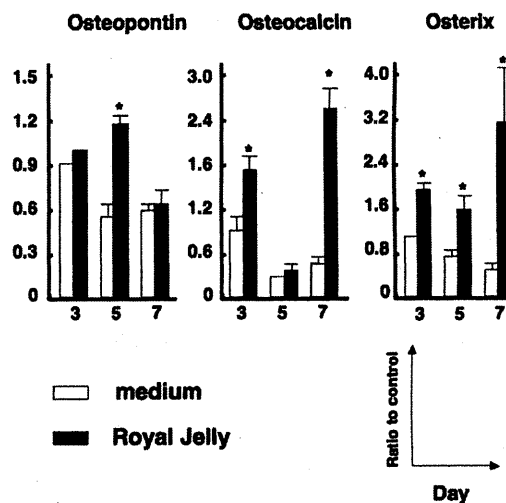 Osteopontin Osteocalcin Osterix
1.5 3.0 4.0
1.2 2.4 3.2
0.9 1.8 2.4
0.6 1.2 1.6
0.3 0.6 0.8
0 0 0
3 5 7 3 5 7 3 5 7
* * * * * *
medium
Royal Jelly
Ratio to control
Day